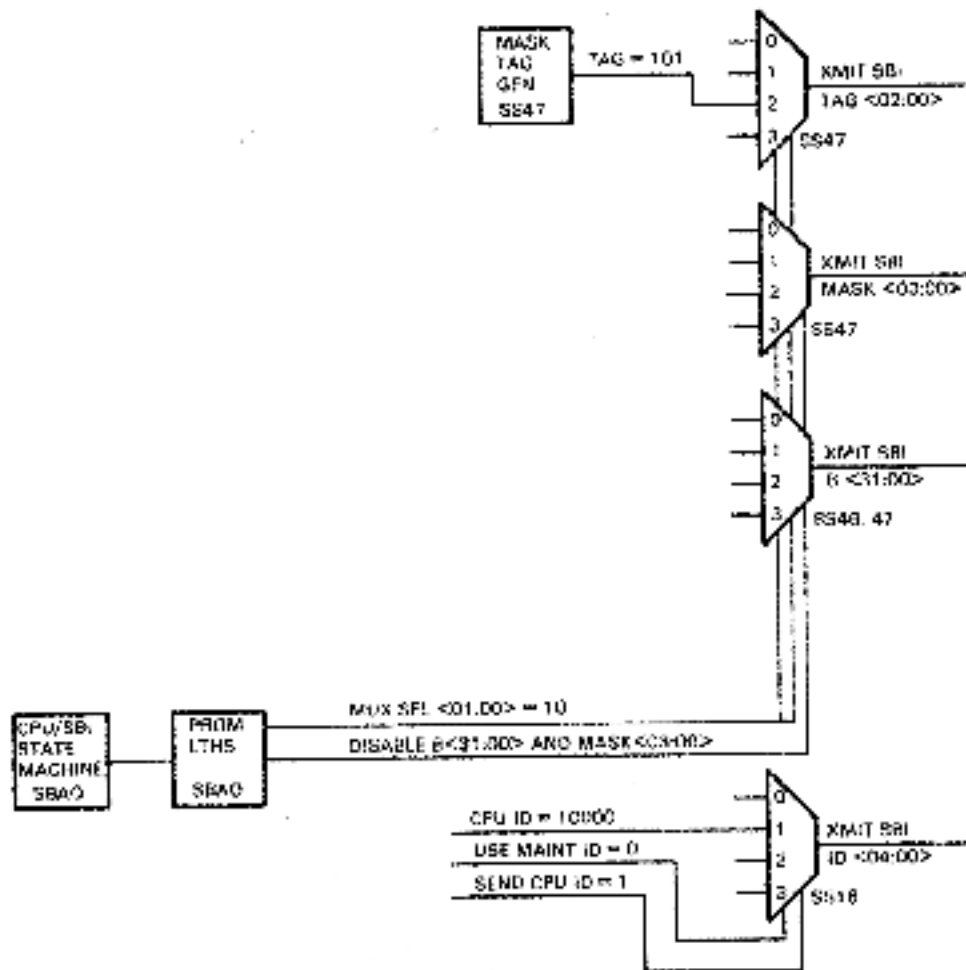 MASK
TAG
GEN
SS47
TAG = 101
0
1
2
3
XMIT SBI
TAG <02:00>
SS47
0
1
2
3
XMIT SBI
MASK <03:00>
SS47
0
1
2
3
XMIT SBI
B <31:00>
SS46, 47
CPU/SBI
STATE
MACHINE
SBAO
PROM
LTHS
SBAO
MUX SEL <01:00> = 10
DISABLE B<31:00> AND MASK<03:00>
CPU ID = 10000
USE MAINT ID = 0
SEND CPU ID = 1
0
1
2
3
XMIT SBI
ID <04:00>